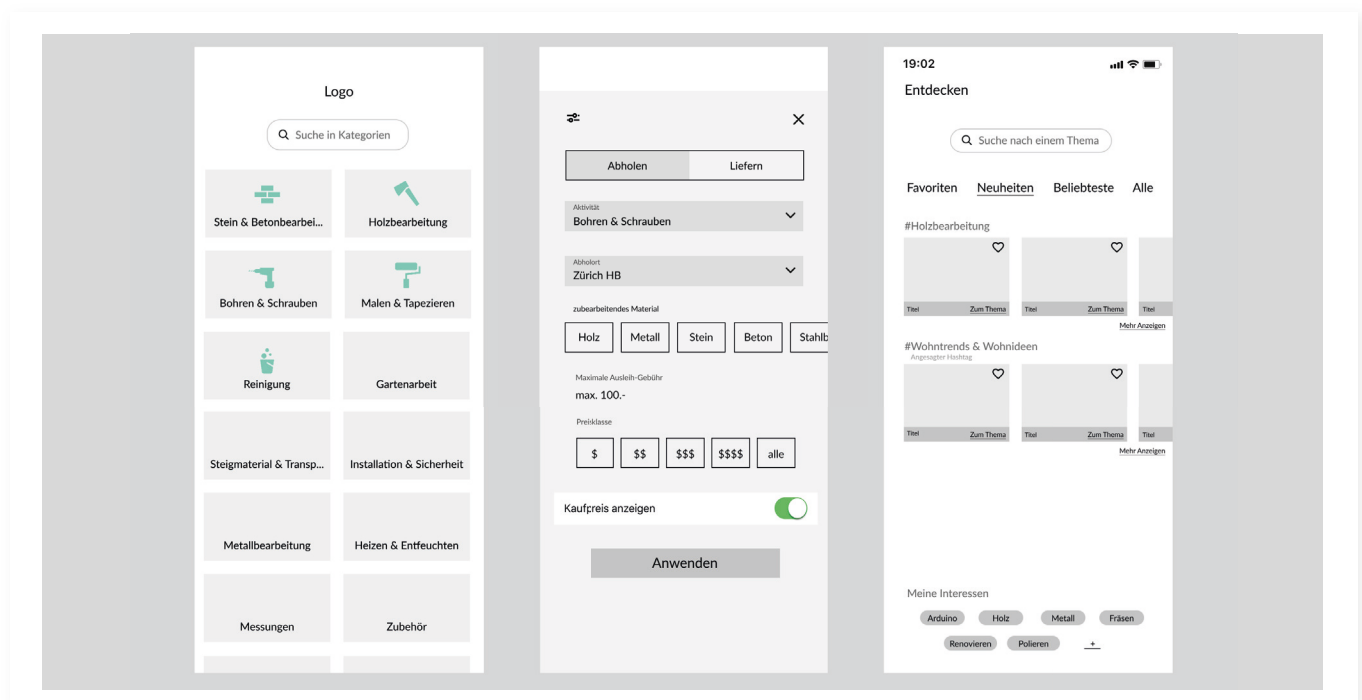 Logo
Suche in Kategorien
Stein & Betonbearbei...
Holzbearbeitung
Bohren & Schrauben
Malen & Tapezieren
Reinigung
Gartenarbeit
Steigmaterial & Transp...
Installation & Sicherheit
Metallbearbeitung
Heizen & Entfeuchten
Messungen
Zubehör
Abholen
Liefern
Aktivität
Bohren & Schrauben
Abholort
Zürich HB
zubearbeitendes Material
Holz
Metall
Stein
Beton
Stahlb
Maximale Ausleih-Gebühr
max. 100.-
Preisklasse
$
$$
$$$
$$$$
alle
Kaufpreis anzeigen
Anwenden
19:02
Entdecken
Suche nach einem Thema
Favoriten Neuheiten Beliebteste Alle
#Holzbearbeitung
Titel Zum Thema Titel Zum Thema Titel
Mehr Anzeigen
#Wohntrends & Wohnideen
Angesagter Hashtag
Titel Zum Thema Titel Zum Thema Titel
Mehr Anzeigen
Meine Interessen
Arduino Holz Metall Fräsen
Renovieren Polieren +